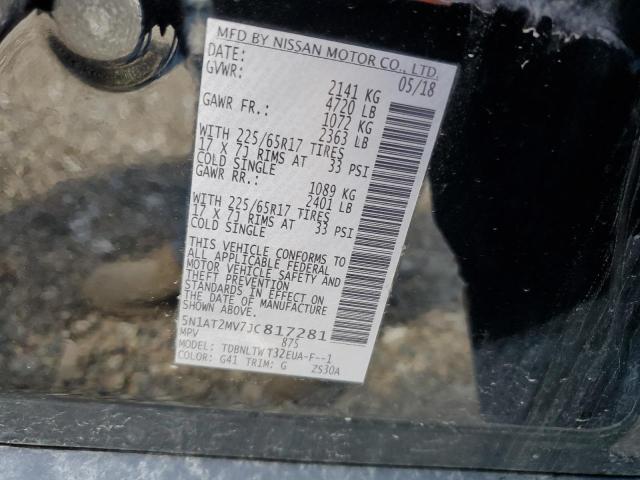 MFD BY NISSAN MOTOR CO., LTD.
DATE: 05/18
GVWR: 2141 KG
4720 LB
GAWR FR.: 1072 KG
2363 LB
WITH 225/65R17 TIRES
17 X 7J RIMS AT 33 PSI
COLD SINGLE
GAWR RR.: 1089 KG
2401 LB
WITH 225/65R17 TIRES
17 X 7J RIMS AT 33 PSI
COLD SINGLE
THIS VEHICLE CONFORMS TO
ALL APPLICABLE FEDERAL
MOTOR VEHICLE SAFETY AND
THEFT PREVENTION
STANDARDS IN EFFECT ON
THE DATE OF MANUFACTURE
SHOWN ABOVE.
5N1AT2MV7JC817281
MPV 875
MODEL: TDBNLTWT32EUA-F--1
COLOR: G41 TRIM: G ZS30A